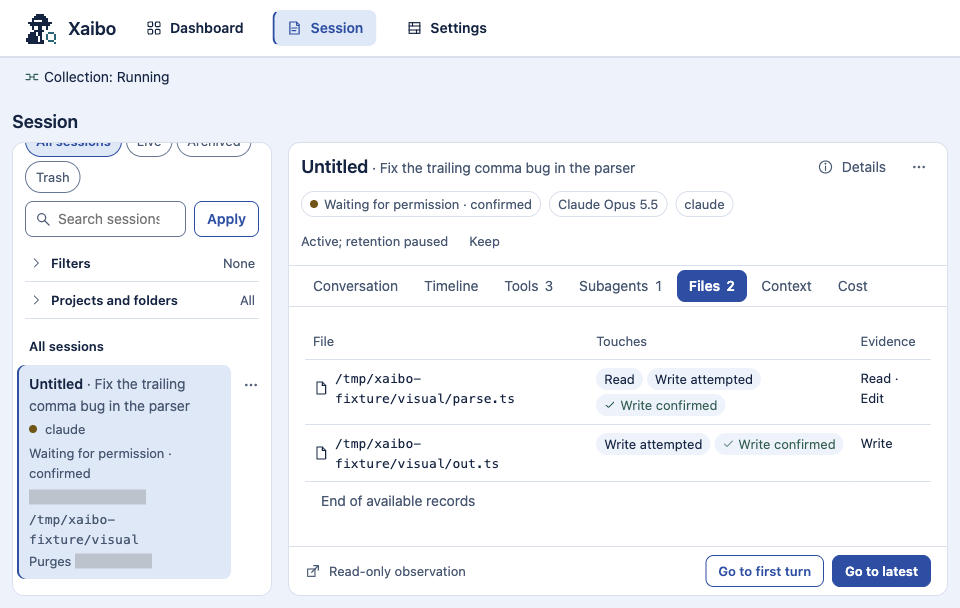 Xaibo
Dashboard
Session
Settings
Collection: Running
Session
All sessions
Live
Archived
Trash
Search sessions
Apply
Filters
None
Projects and folders
All
All sessions
Untitled · Fix the trailing
comma bug in the parser
claude
Waiting for permission ·
confirmed
/tmp/xaibo-
fixture/visual
Purges
Untitled · Fix the trailing comma bug in the parser
Details
Waiting for permission · confirmed
Claude Opus 5.5
claude
Active; retention paused
Keep
Conversation
Timeline
Tools 3
Subagents 1
Files 2
Context
Cost
File
Touches
Evidence
/tmp/xaibo-
fixture/visual/parse.ts
Read
Write attempted
Write confirmed
Read ·
Edit
/tmp/xaibo-
fixture/visual/out.ts
Write attempted
Write confirmed
Write
End of available records
Read-only observation
Go to first turn
Go to latest